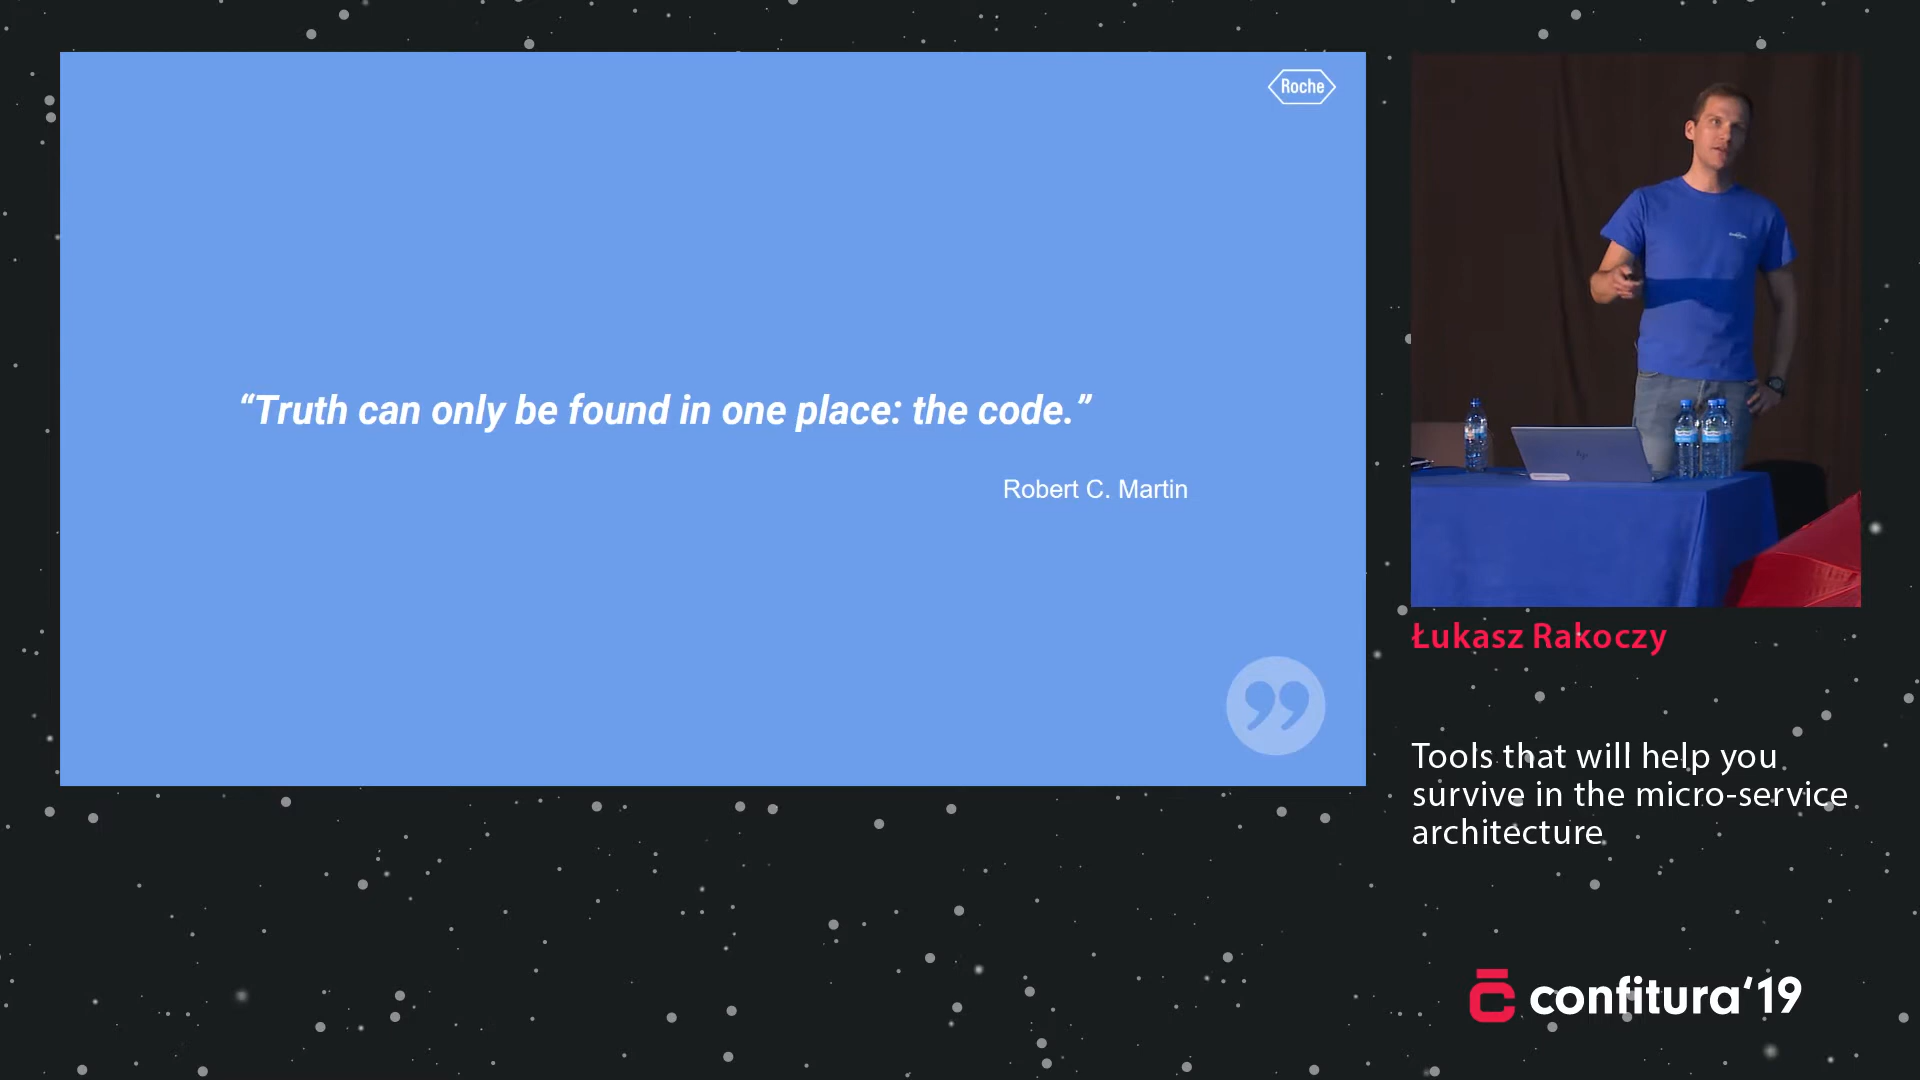 Roche
“Truth can only be found in one place: the code.”
Robert C. Martin
Łukasz Rakoczy
Tools that will help you
survive in the micro-service
architecture
confitura‘19